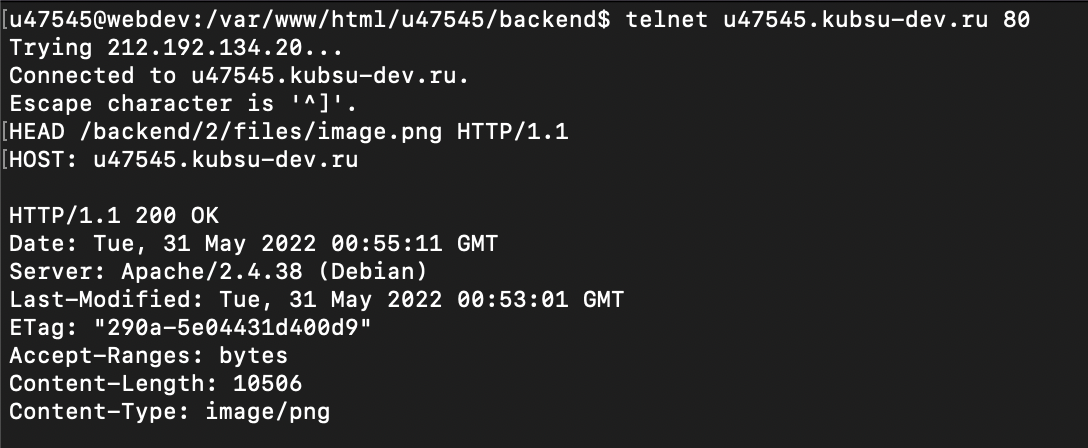 [u47545@webdev:/var/www/html/u47545/backend$ telnet u47545.kubsu-dev.ru 80
Trying 212.192.134.20...
Connected to u47545.kubsu-dev.ru.
Escape character is '^]'.
[HEAD /backend/2/files/image.png HTTP/1.1
[HOST: u47545.kubsu-dev.ru
HTTP/1.1 200 OK
Date: Tue, 31 May 2022 00:55:11 GMT
Server: Apache/2.4.38 (Debian)
Last-Modified: Tue, 31 May 2022 00:53:01 GMT
ETag: "290a-5e04431d400d9"
Accept-Ranges: bytes
Content-Length: 10506
Content-Type: image/png